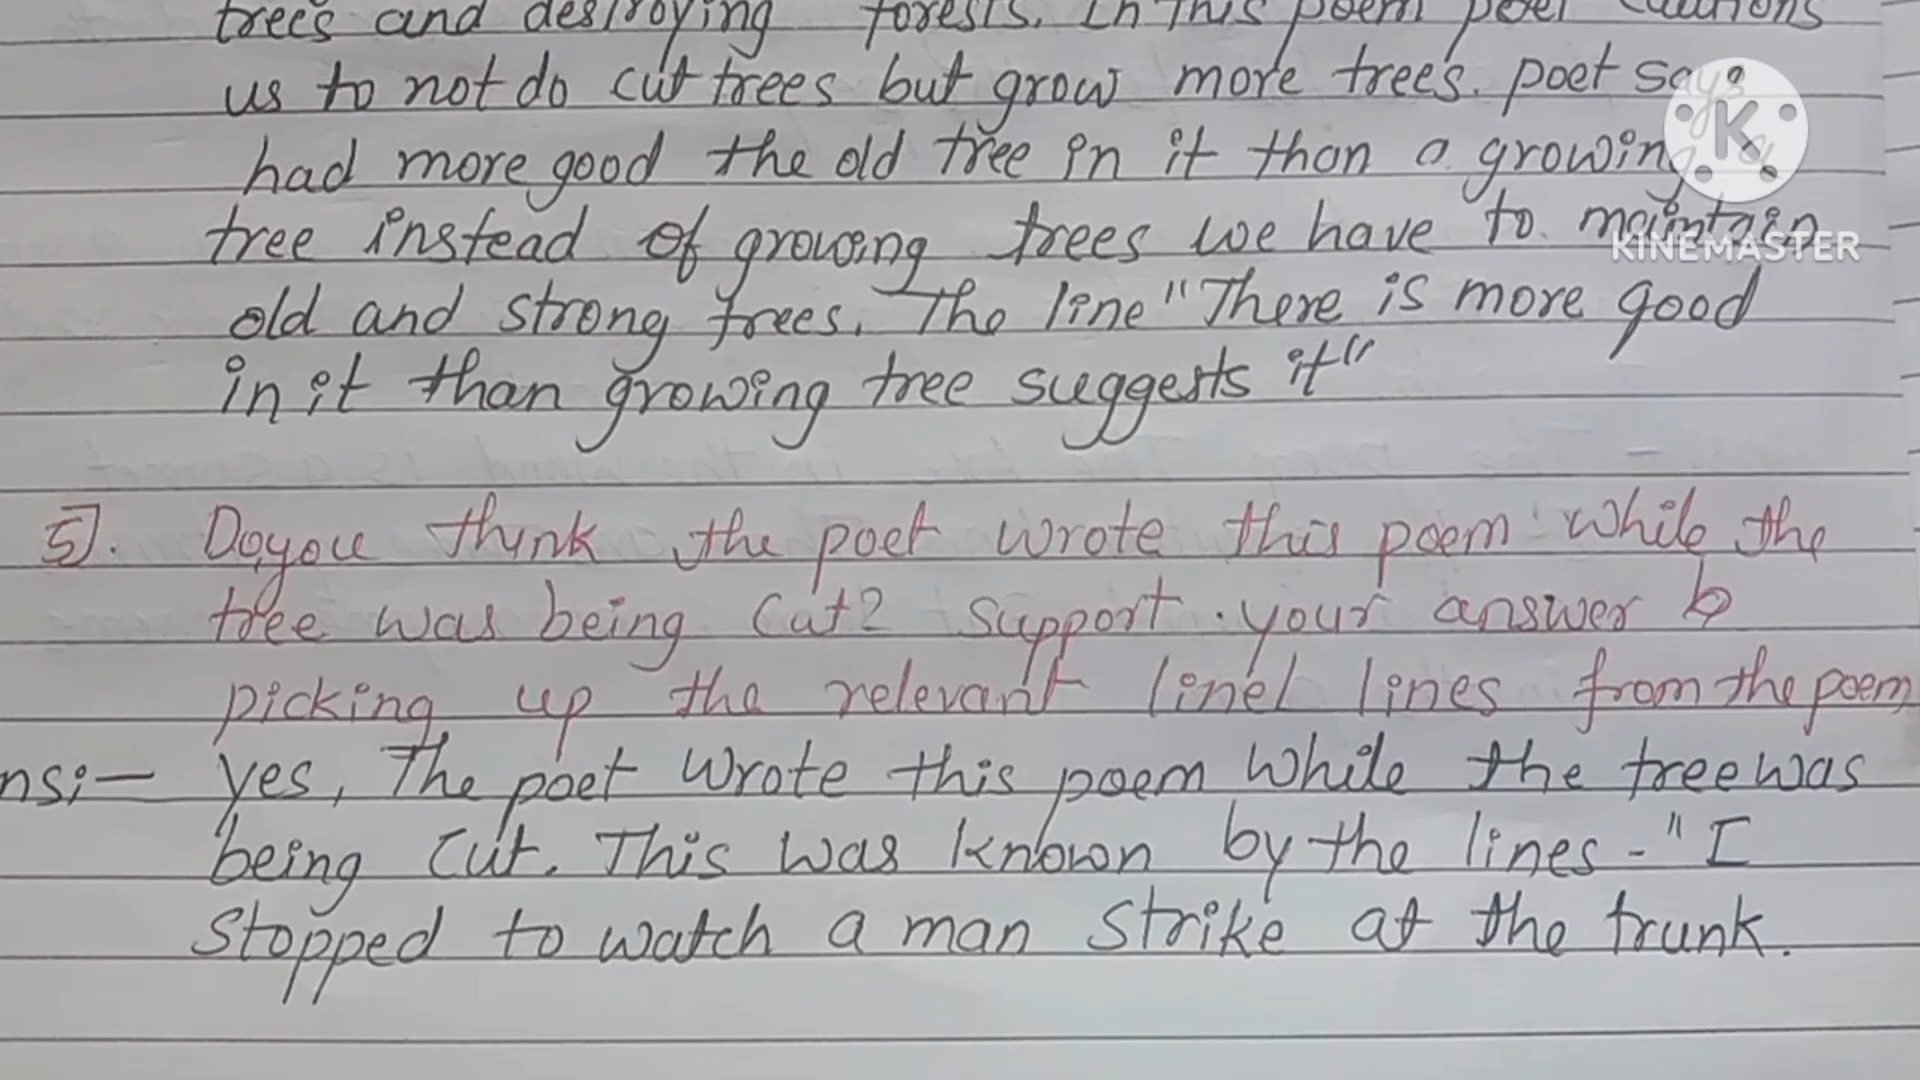 trees and destroying forests. In this poem poet cautions
us to not do cut trees but grow more trees. poet says
had more good the old tree in it than a growing a
tree instead of growing trees we have to maintain
KINEMASTER
old and strong trees. The line "There is more good
in it than growing tree suggests it"
5]. Do you think the poet wrote this poem while the
tree was being cut? support your answer b
picking up the relevant line/ lines from the poem
ns:- yes, The poet wrote this poem while the tree was
being cut. This was known by the lines - "I
stopped to watch a man strike at the trunk.